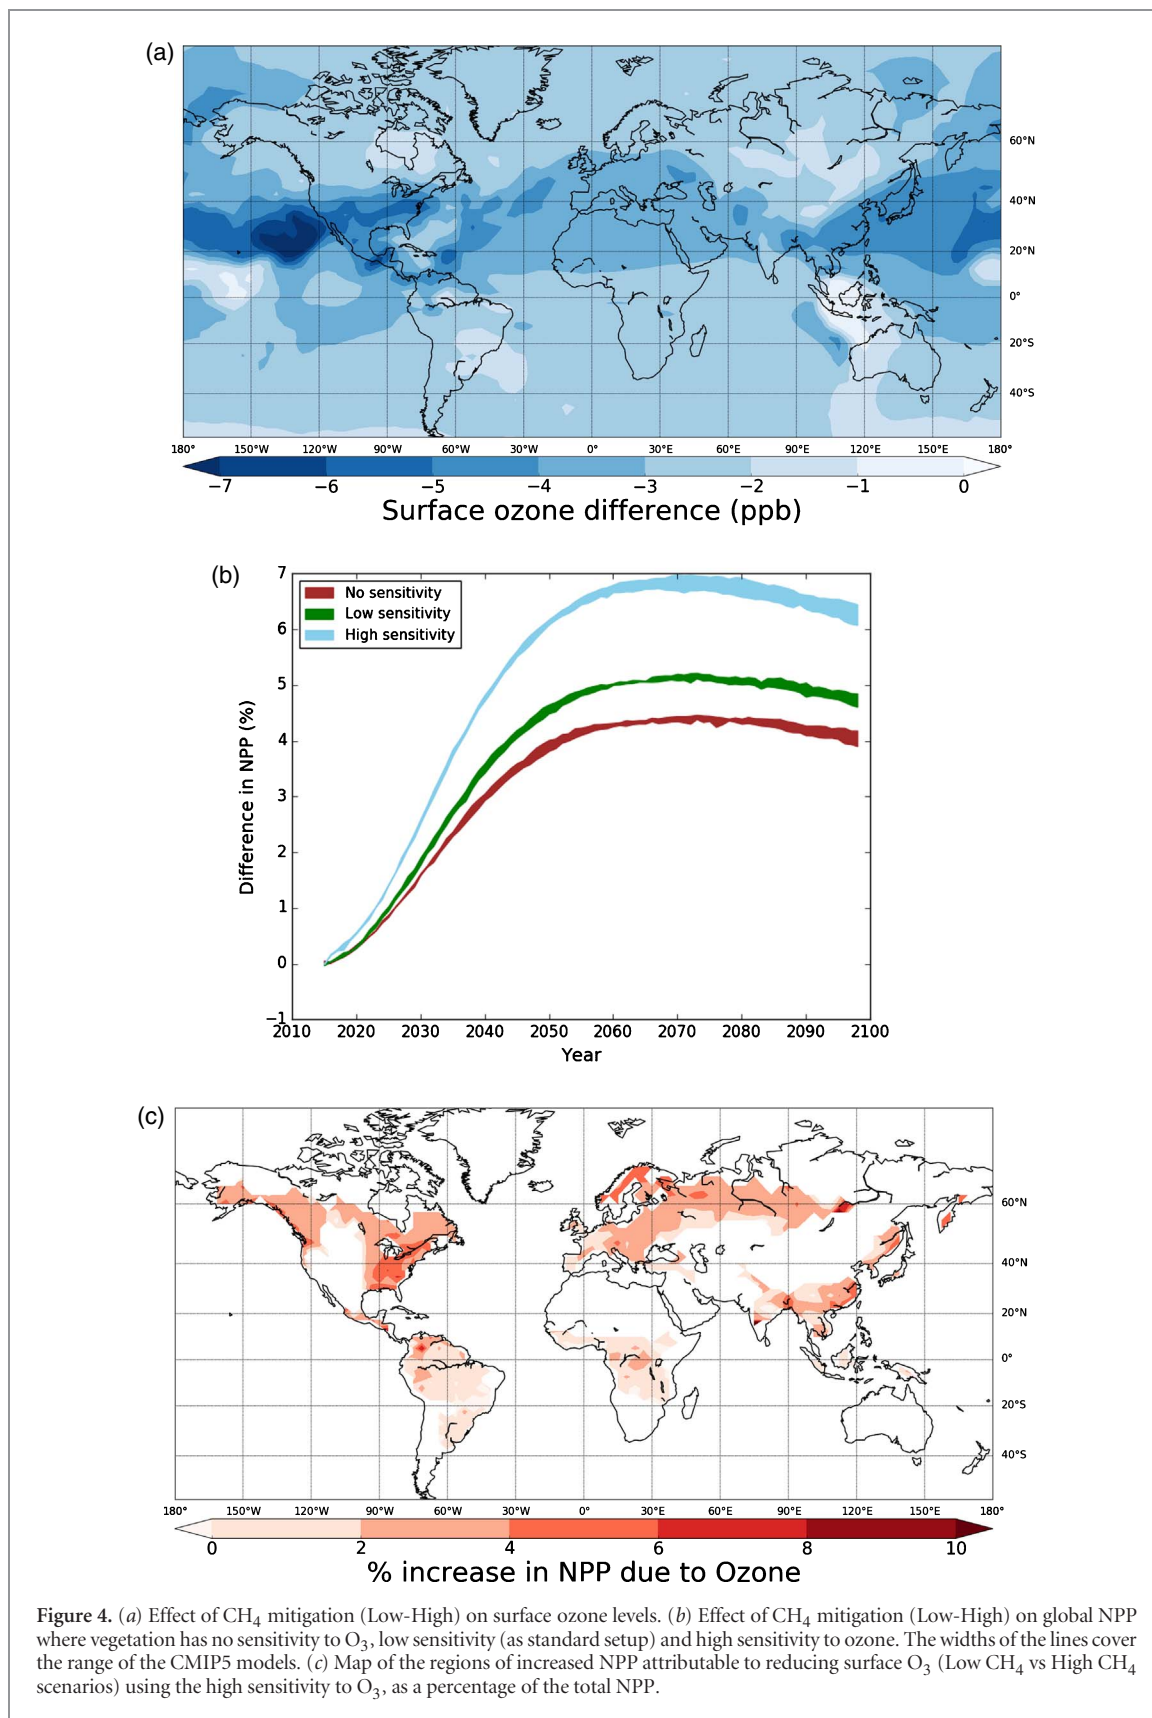 (a)
60°N
40°N
20°N
0°
20°S
40°S
180° 150°W 120°W 90°W 60°W 30°W 0° 30°E 60°E 90°E 120°E 150°E 180°
−7 −6 −5 −4 −3 −2 −1 0
Surface ozone difference (ppb)
(b)
7
6
5
4
3
2
1
0
−1
Difference in NPP (%)
No sensitivity
Low sensitivity
High sensitivity
2010 2020 2030 2040 2050 2060 2070 2080 2090 2100
Year
(c)
60°N
40°N
20°N
0°
20°S
40°S
180° 150°W 120°W 90°W 60°W 30°W 0° 30°E 60°E 90°E 120°E 150°E 180°
0 2 4 6 8 10
% increase in NPP due to Ozone
Figure 4. (a) Effect of CH₄ mitigation (Low-High) on surface ozone levels. (b) Effect of CH₄ mitigation (Low-High) on global NPP
where vegetation has no sensitivity to O₃, low sensitivity (as standard setup) and high sensitivity to ozone. The widths of the lines cover
the range of the CMIP5 models. (c) Map of the regions of increased NPP attributable to reducing surface O₃ (Low CH₄ vs High CH₄
scenarios) using the high sensitivity to O₃, as a percentage of the total NPP.